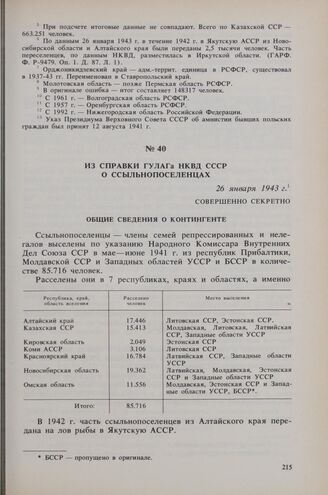 ⁵ При подсчете итоговые данные не совпадают. Всего по Казахской ССР —
663.251 человек.
⁶ По данным 26 января 1943 г. в течение 1942 г. в Якутскую АССР из Ново-
сибирской и Алтайского края были переданы 2,5 тысячи человек. Часть
переселенцев, по данным НКВД, разместилась в Иркутской области. (ГАРФ.
Ф. Р-9479. Оп. 1. Д. 87. Л. 1).
⁷ Орджоникидзевский край — адм.-террит. единица в РСФСР, существовал
в 1937-43 гг. Переименован в Ставропольский край.
⁸ Молотовская область — позже Пермская область РСФСР.
⁹ В оригинале ошибка — итог составляет 148317 человек.
¹⁰ С 1961 г. — Волгоградская область РСФСР.
¹¹ С 1957 г. — Оренбургская область РСФСР.
¹² С 1992 г. — Нижегородская область Российской Федерации.
¹³ Указ Президиума Верховного Совета СССР об амнистии бывших польских
граждан был принят 12 августа 1941 г.
№ 40
ИЗ СПРАВКИ ГУЛАГа НКВД СССР
О ССЫЛЬНОПОСЕЛЕНЦАХ
26 января 1943 г.¹
СОВЕРШЕННО СЕКРЕТНО
ОБЩИЕ СВЕДЕНИЯ О КОНТИНГЕНТЕ
Ссыльнопоселенцы — члены семей репрессированных и неле-
галов выселены по указанию Народного Комиссара Внутренних
Дел Союза ССР в мае—июне 1941 г. из республик Прибалтики,
Молдавской ССР и Западных областей УССР и БССР в количе-
стве 85.716 человек.
Расселены они в 7 республиках, краях и областях, а именно
Республика, край, область вселения Расселено человек Место выселения
Алтайский край 17.446 Литовская ССР, Эстонская ССР.
Казахская ССР 15.413 Молдавская, Литовская, Латвийская
ССР, Западные области УССР
Кировская область 2.049 Эстонская ССР
Коми АССР 3.106 Литовская ССР
Красноярский край 16.784 Латвийская ССР, Западные области
УССР
Новосибирская область 19.362 Латвийская, Молдавская, Эстонская
ССР и Западные области УССР
Омская область 11.556 Молдавская, Эстонская ССР и Запад-
ные области УССР, БССР*.
Итого: 85.716
В 1942 г. часть ссыльнопоселенцев из Алтайского края пере-
дана на лов рыбы в Якутскую АССР.
* БССР — пропущено в оригинале.
215